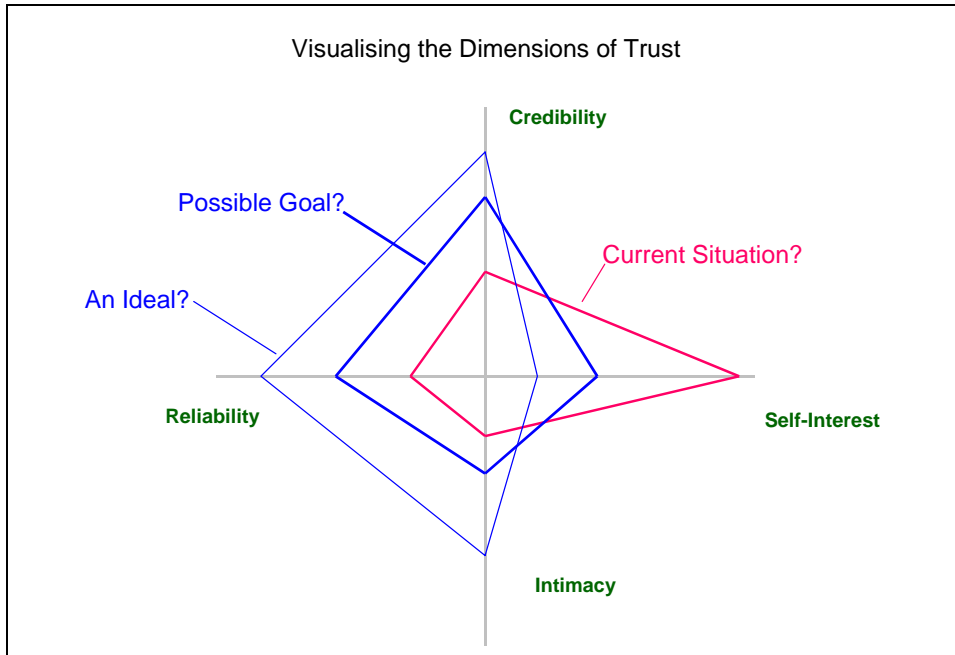 Visualising the Dimensions of Trust
Credibility
Possible Goal?
Current Situation?
An Ideal?
Reliability
Self-Interest
Intimacy